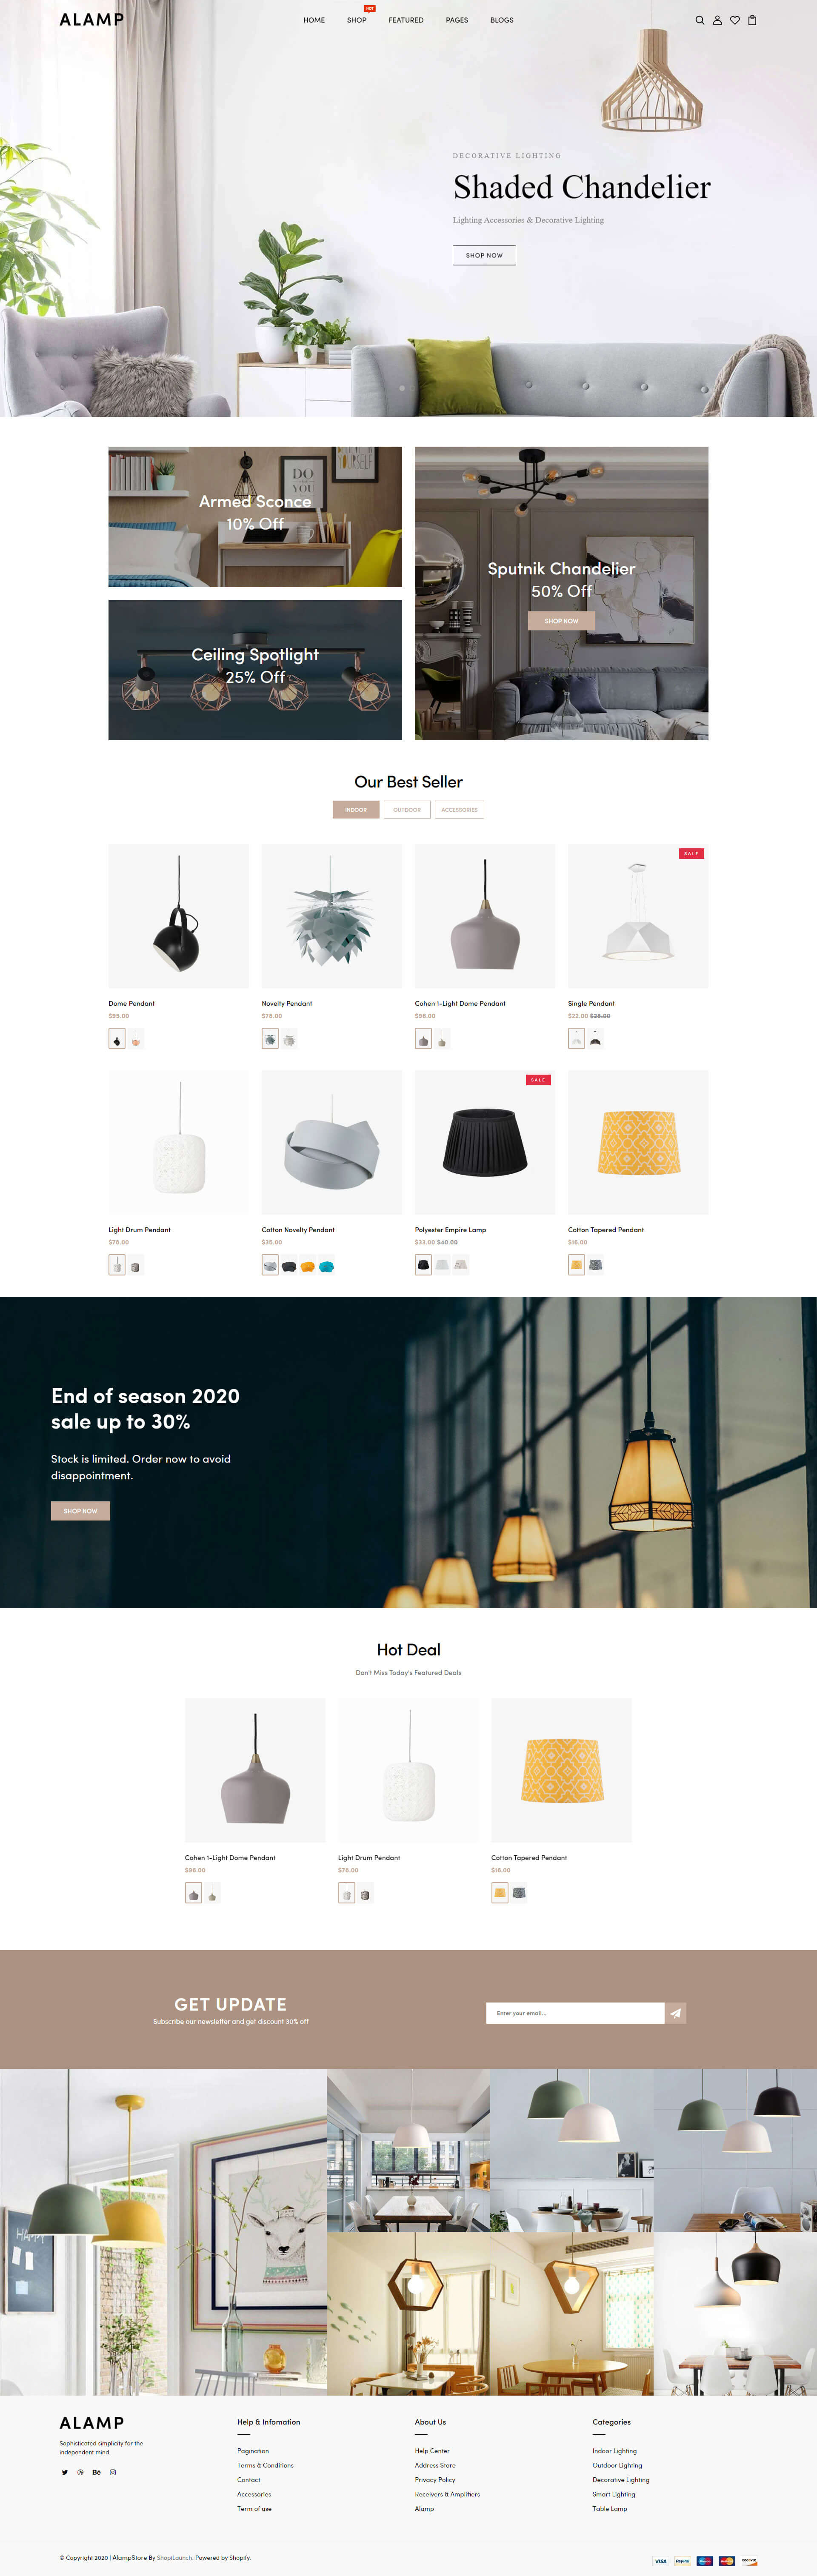 ALAMP
HOME
SHOP
HOT
FEATURED
PAGES
BLOGS
DECORATIVE LIGHTING
Shaded Chandelier
Lighting Accessories & Decorative Lighting
SHOP NOW
Armed Sconce
10% Off
Ceiling Spotlight
25% Off
Sputnik Chandelier
50% Off
SHOP NOW
Our Best Seller
INDOOR
OUTDOOR
ACCESSORIES
Dome Pendant
$95.00
Novelty Pendant
$78.00
Cohen 1-Light Dome Pendant
$96.00
SALE
Single Pendant
$22.00 $28.00
Light Drum Pendant
$76.00
Cotton Novelty Pendant
$36.00
SALE
Polyester Empire Lamp
$33.00 $40.00
Cotton Tapered Pendant
$16.00
End of season 2020
sale up to 30%
Stock is limited. Order now to avoid
disappointment.
SHOP NOW
Hot Deal
Don't Miss Today's Featured Deals
Cohen 1-Light Dome Pendant
$96.00
Light Drum Pendant
$76.00
Cotton Tapered Pendant
$16.00
GET UPDATE
Subscribe our newsletter and get discount 30% off
Enter your email...
ALAMP
Sophisticated simplicity for the
independent mind.
Help & Infomation
Pagination
Terms & Conditions
Contact
Accessories
Term of use
About Us
Help Center
Address Store
Privacy Policy
Receivers & Amplifiers
Alamp
Categories
Indoor Lighting
Outdoor Lighting
Decorative Lighting
Smart Lighting
Table Lamp
© Copyright 2020 | AlampStore By ShopiLaunch. Powered by Shopify.
VISA
PayPal